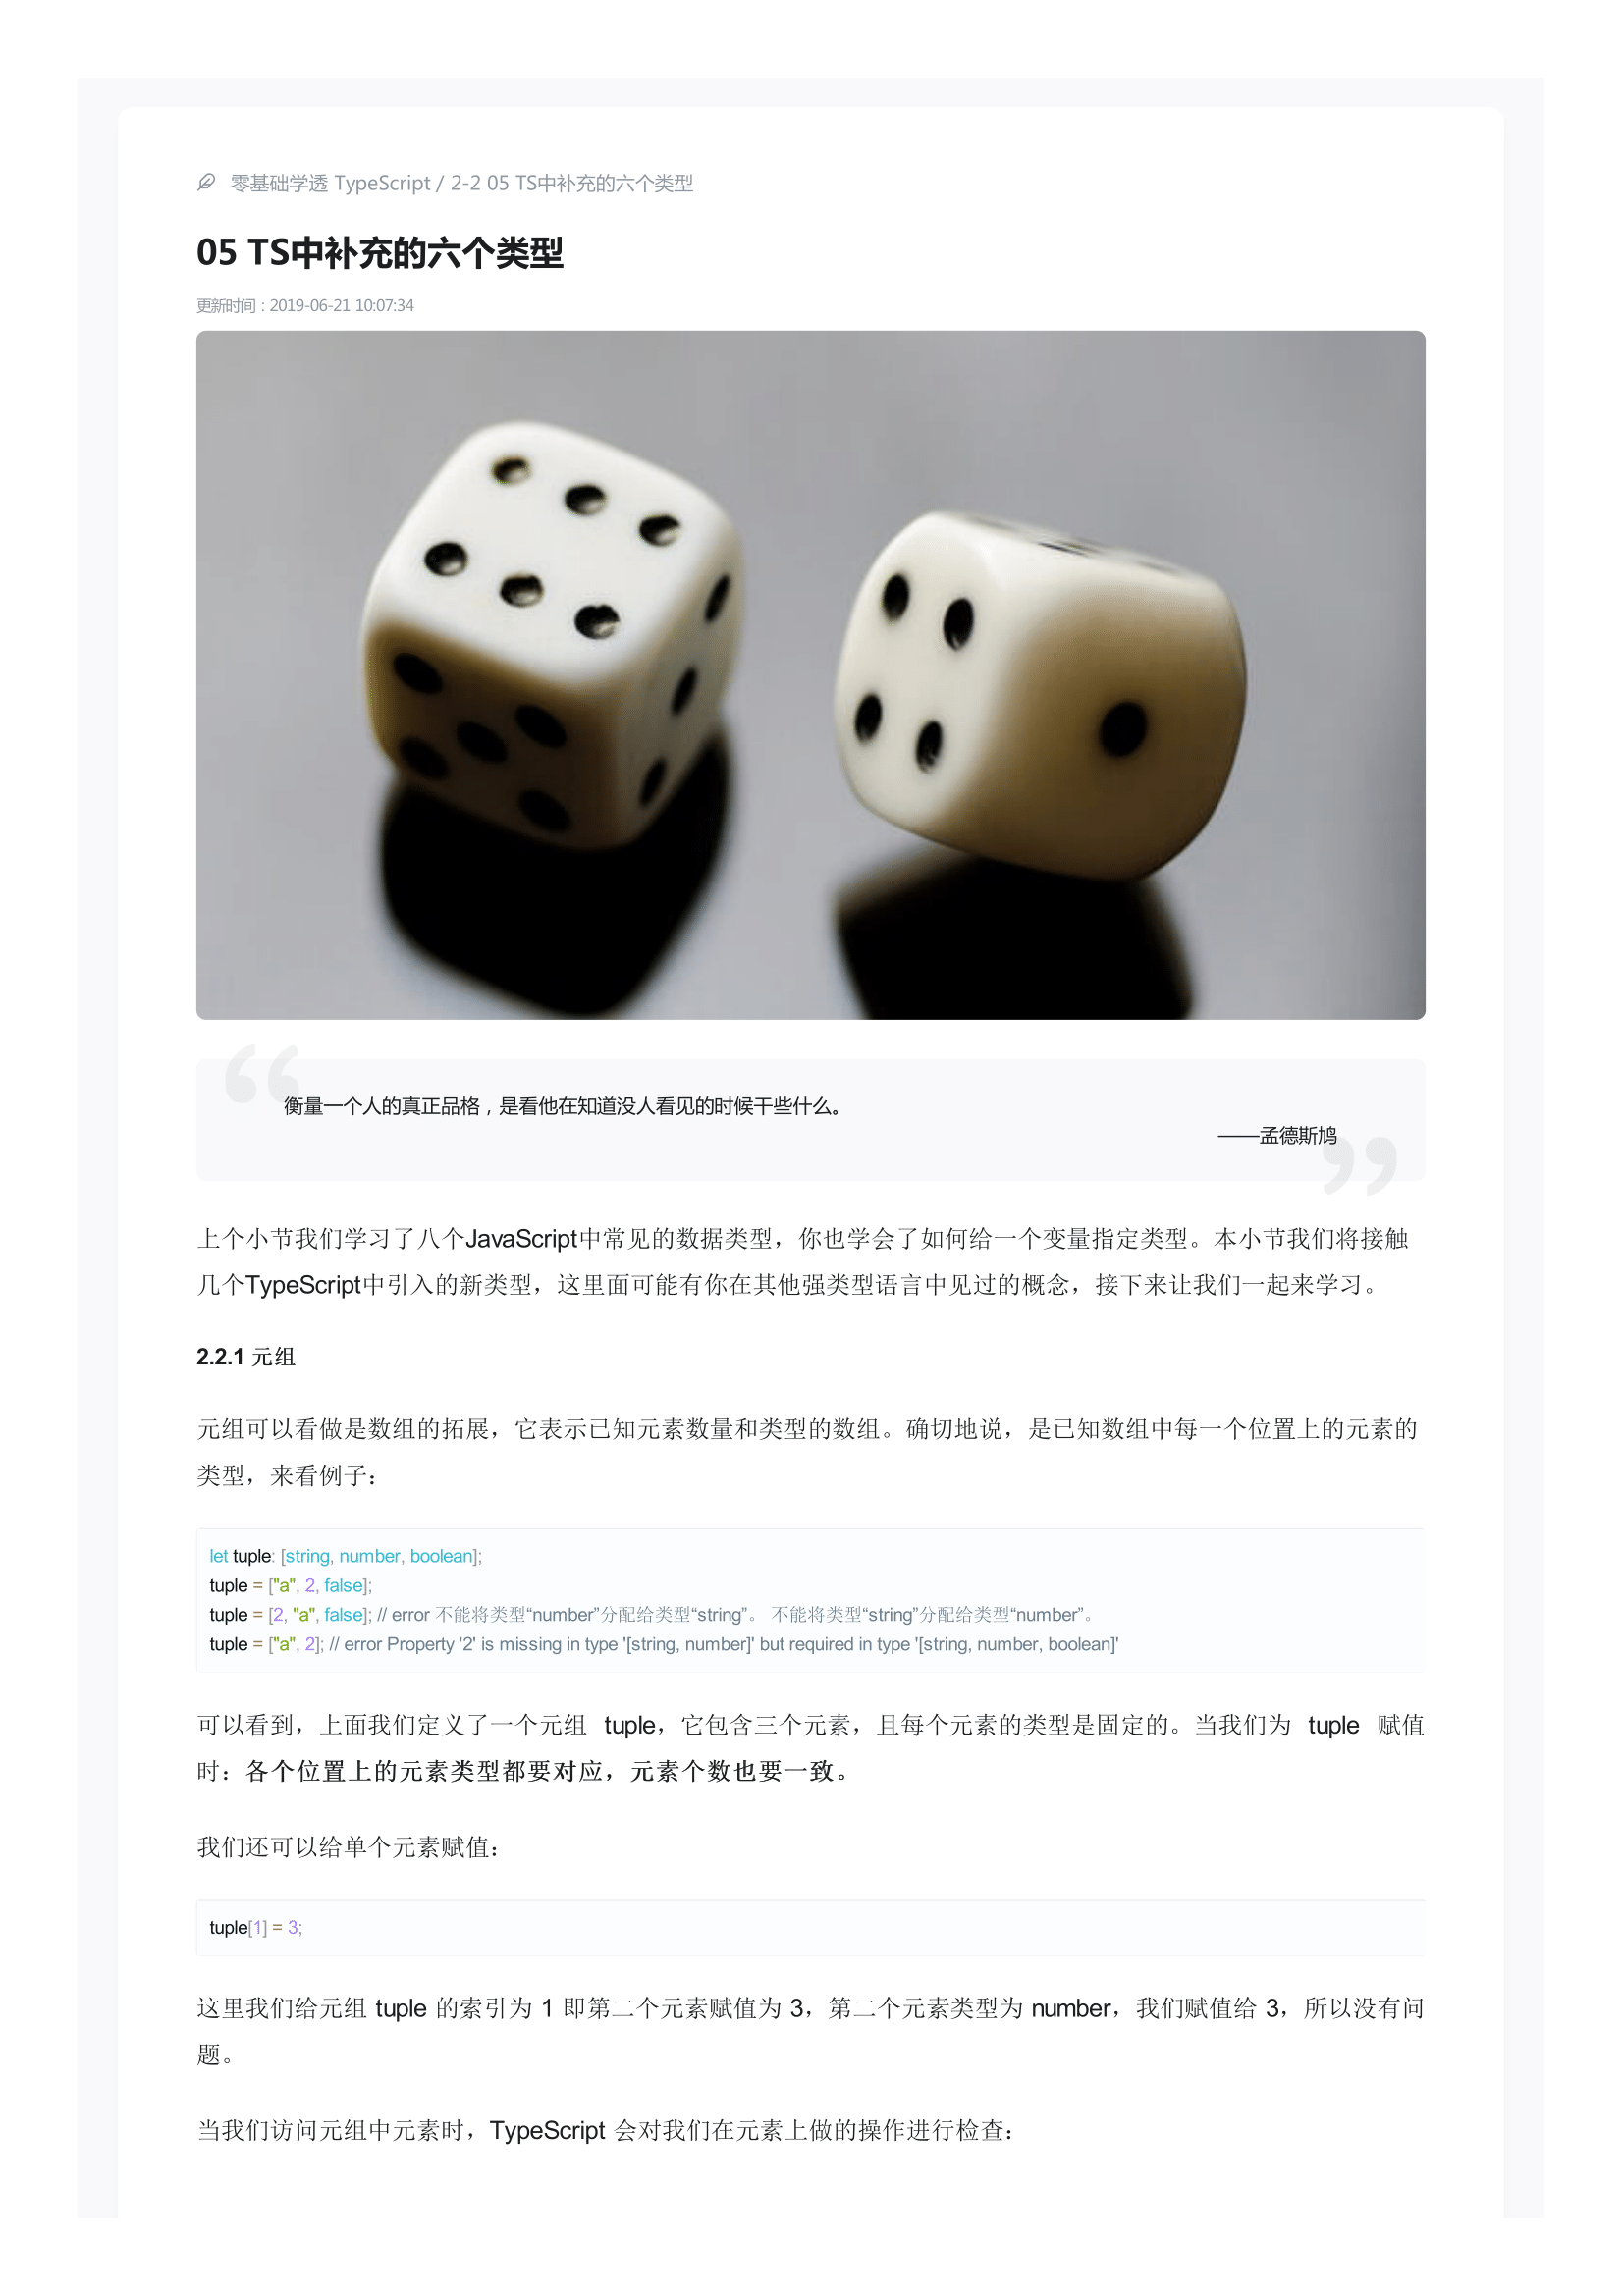 零基础学透 TypeScript / 2-2 05 TS中补充的六个类型
05 TS中补充的六个类型
更新时间：2019-06-21 10:07:34
衡量一个人的真正品格，是看他在知道没人看见的时候干些什么。
——孟德斯鸠
上个小节我们学习了八个JavaScript中常见的数据类型，你也学会了如何给一个变量指定类型。本小节我们将接触
几个TypeScript中引入的新类型，这里面可能有你在其他强类型语言中见过的概念，接下来让我们一起来学习。
2.2.1 元组
元组可以看做是数组的拓展，它表示已知元素数量和类型的数组。确切地说，是已知数组中每一个位置上的元素的
类型，来看例子：
let tuple: [string, number, boolean];
tuple = ["a", 2, false];
tuple = [2, "a", false]; // error 不能将类型“number”分配给类型“string”。 不能将类型“string”分配给类型“number”。
tuple = ["a", 2]; // error Property '2' is missing in type '[string, number]' but required in type '[string, number, boolean]'
可以看到，上面我们定义了一个元组 tuple，它包含三个元素，且每个元素的类型是固定的。当我们为 tuple 赋值
时：各个位置上的元素类型都要对应，元素个数也要一致。
我们还可以给单个元素赋值：
tuple[1] = 3;
这里我们给元组 tuple 的索引为 1 即第二个元素赋值为 3，第二个元素类型为 number，我们赋值给 3，所以没有问
题。
当我们访问元组中元素时，TypeScript 会对我们在元素上做的操作进行检查：